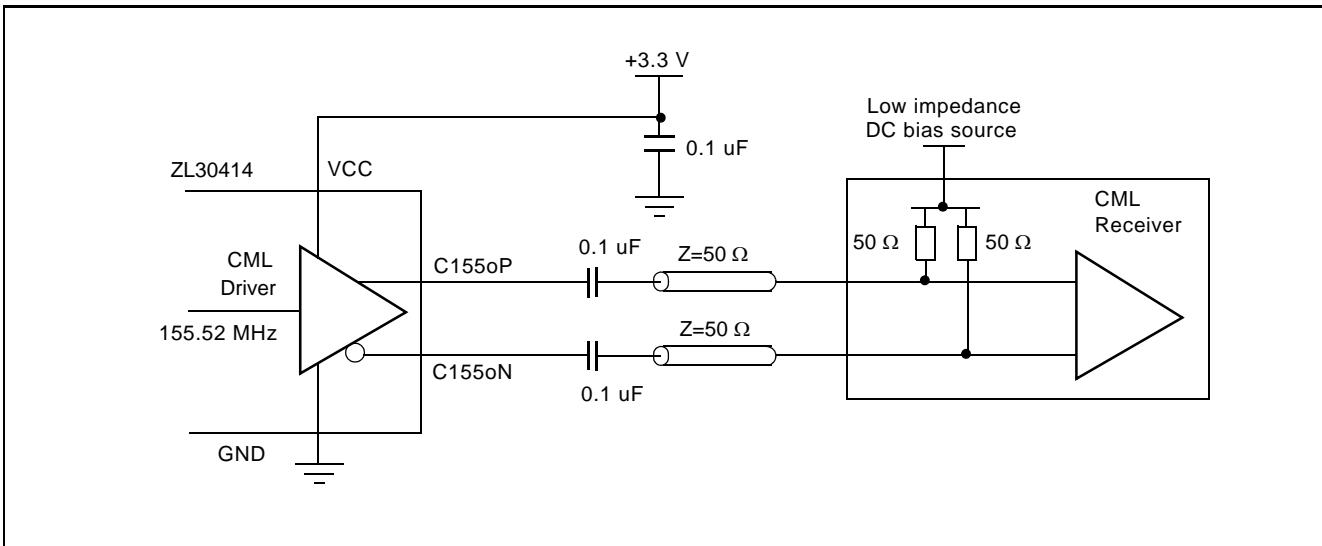 +3.3 V
Low impedance
DC bias source
0.1 uF
ZL30414
VCC
CML
Receiver
50 Ω
50 Ω
0.1 uF
Z=50 Ω
CML
Driver
C155oP
155.52 MHz
Z=50 Ω
C155oN
0.1 uF
GND